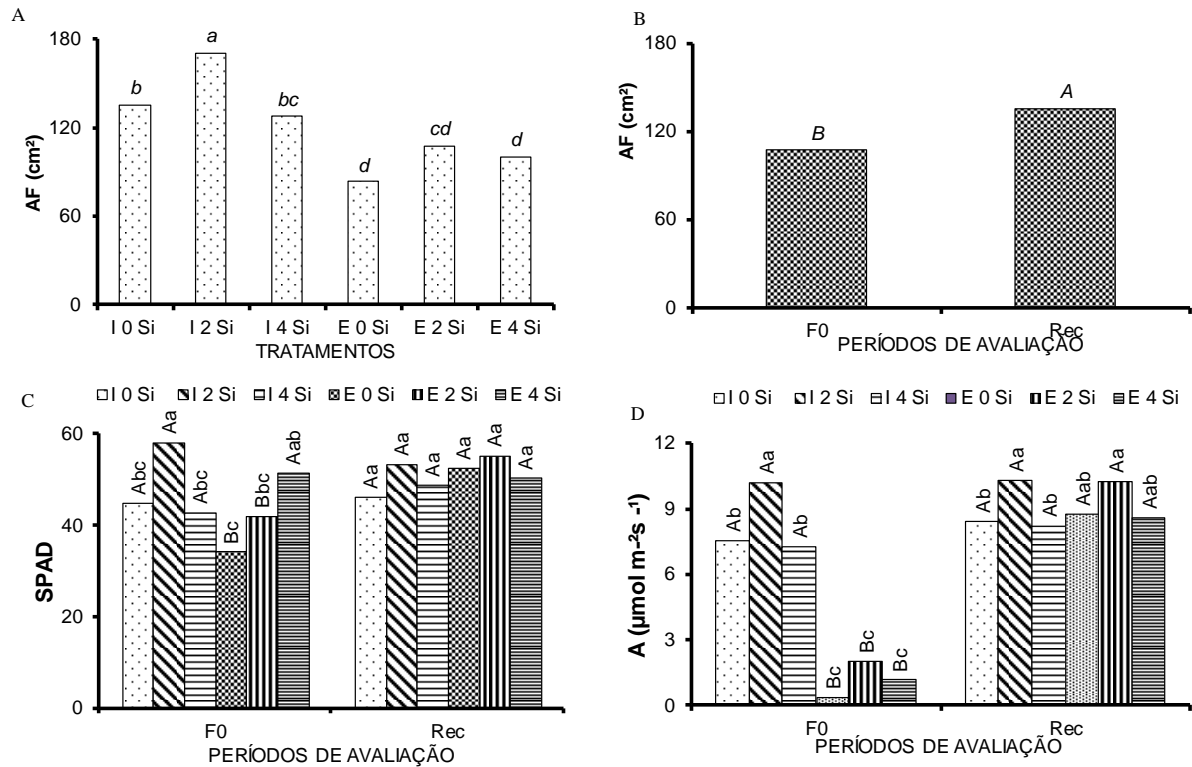 A
AF (cm²)
180
120
60
0
b
a
bc
d
cd
d
I 0 Si
I 2 Si
I 4 Si
E 0 Si
E 2 Si
E 4 Si
TRATAMENTOS
B
AF (cm²)
180
120
60
0
B
A
F0
Rec
PERÍODOS DE AVALIAÇÃO
C
I 0 Si
I 2 Si
I 4 Si
E 0 Si
E 2 Si
E 4 Si
SPAD
60
40
20
0
Abc
Aa
Abc
Bc
Bbc
Aab
Aa
Aa
Aa
Aa
Aa
Aa
F0
Rec
PERÍODOS DE AVALIAÇÃO
D
I 0 Si
I 2 Si
I 4 Si
E 0 Si
E 2 Si
E 4 Si
A (µmol m-²s -¹)
12
9
6
3
0
Ab
Aa
Ab
Bc
Bc
Bc
Ab
Aa
Ab
Aab
Aa
Aab
F0
Rec
PERÍODOS DE AVALIAÇÃO